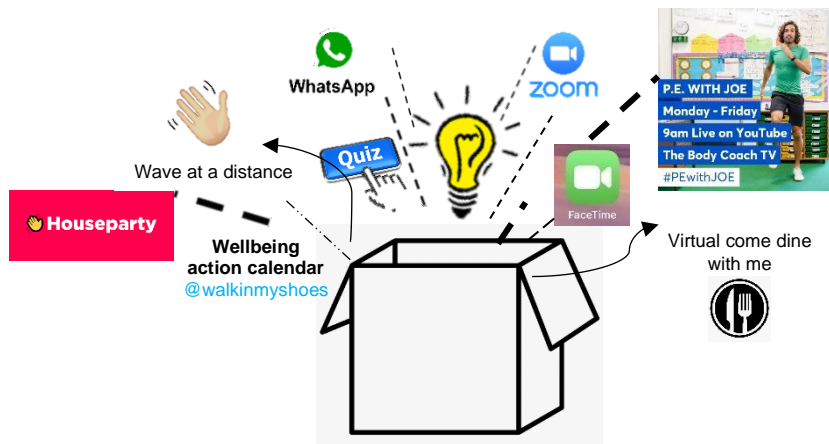 WhatsApp
zoom
P.E. WITH JOE
Monday - Friday
9am Live on YouTube
The Body Coach TV
#PEwithJOE
Quiz
Wave at a distance
FaceTime
Houseparty
Wellbeing
action calendar
@walkinmyshoes
Virtual come dine
with me